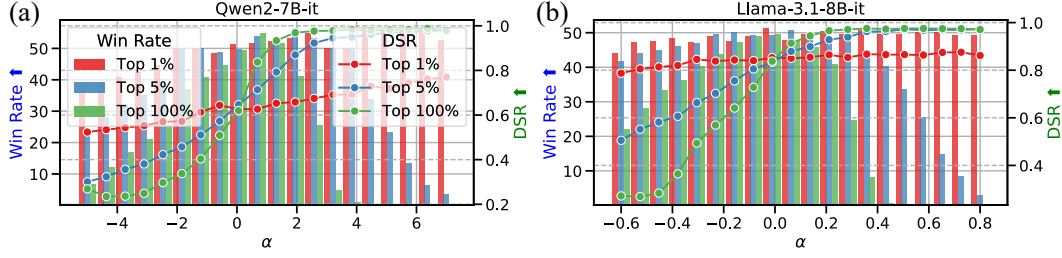 (a)
Qwen2-7B-it
Win Rate ⬆
50
40
30
20
10
Win Rate
Top 1%
Top 5%
Top 100%
DSR
Top 1%
Top 5%
Top 100%
1.0
0.8
0.6
0.4
0.2
DSR ⬆
−4
−2
0
2
4
6
α
(b)
Llama-3.1-8B-it
Win Rate ⬆
50
40
30
20
10
1.0
0.8
0.6
0.4
DSR ⬆
−0.6
−0.4
−0.2
0.0
0.2
0.4
0.6
0.8
α